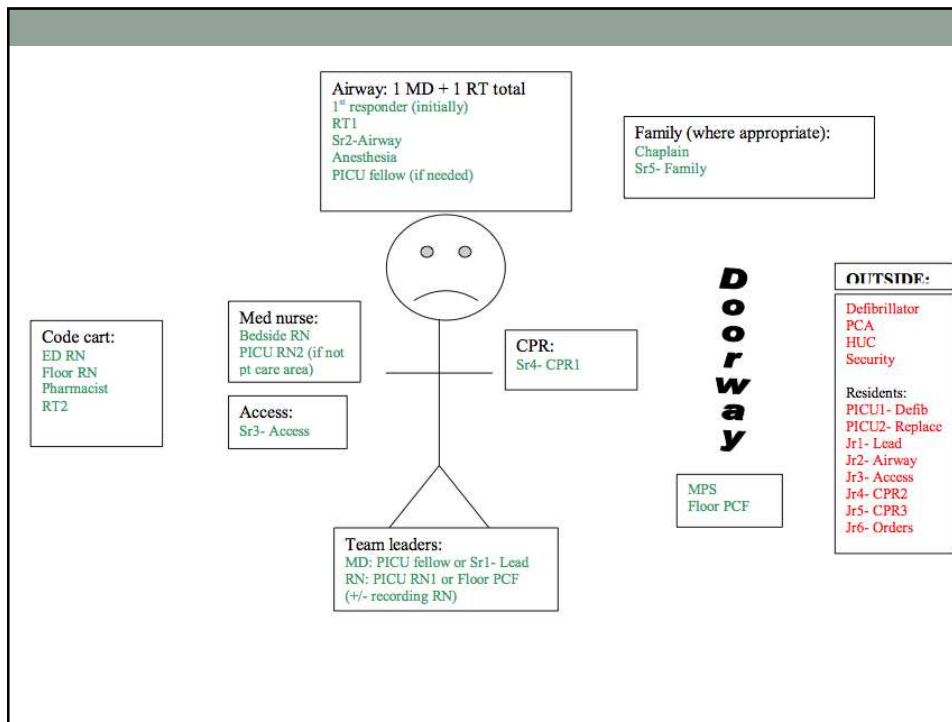 Airway: 1 MD + 1 RT total
1st responder (initially)
RT1
Sr2-Airway
Anesthesia
PICU fellow (if needed)
Family (where appropriate):
Chaplain
Sr5- Family
Code cart:
ED RN
Floor RN
Pharmacist
RT2
Med nurse:
Bedside RN
PICU RN2 (if not
pt care area)
Access:
Sr3- Access
CPR:
Sr4- CPR1
Doorway
MPS
Floor PCF
OUTSIDE:
Defibrillator
PCA
HUC
Security
Residents:
PICU1- Defib
PICU2- Replace
Jr1- Lead
Jr2- Airway
Jr3- Access
Jr4- CPR2
Jr5- CPR3
Jr6- Orders
Team leaders:
MD: PICU fellow or Sr1- Lead
RN: PICU RN1 or Floor PCF
(+/- recording RN)